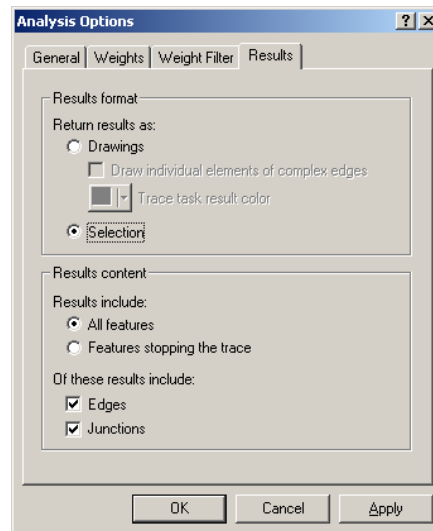 Analysis Options
General Weights Weight Filter Results
Results format
Return results as:
Drawings
Draw individual elements of complex edges
Trace task result color
Selection
Results content
Results include:
All features
Features stopping the trace
Of these results include:
Edges
Junctions
OK Cancel Apply